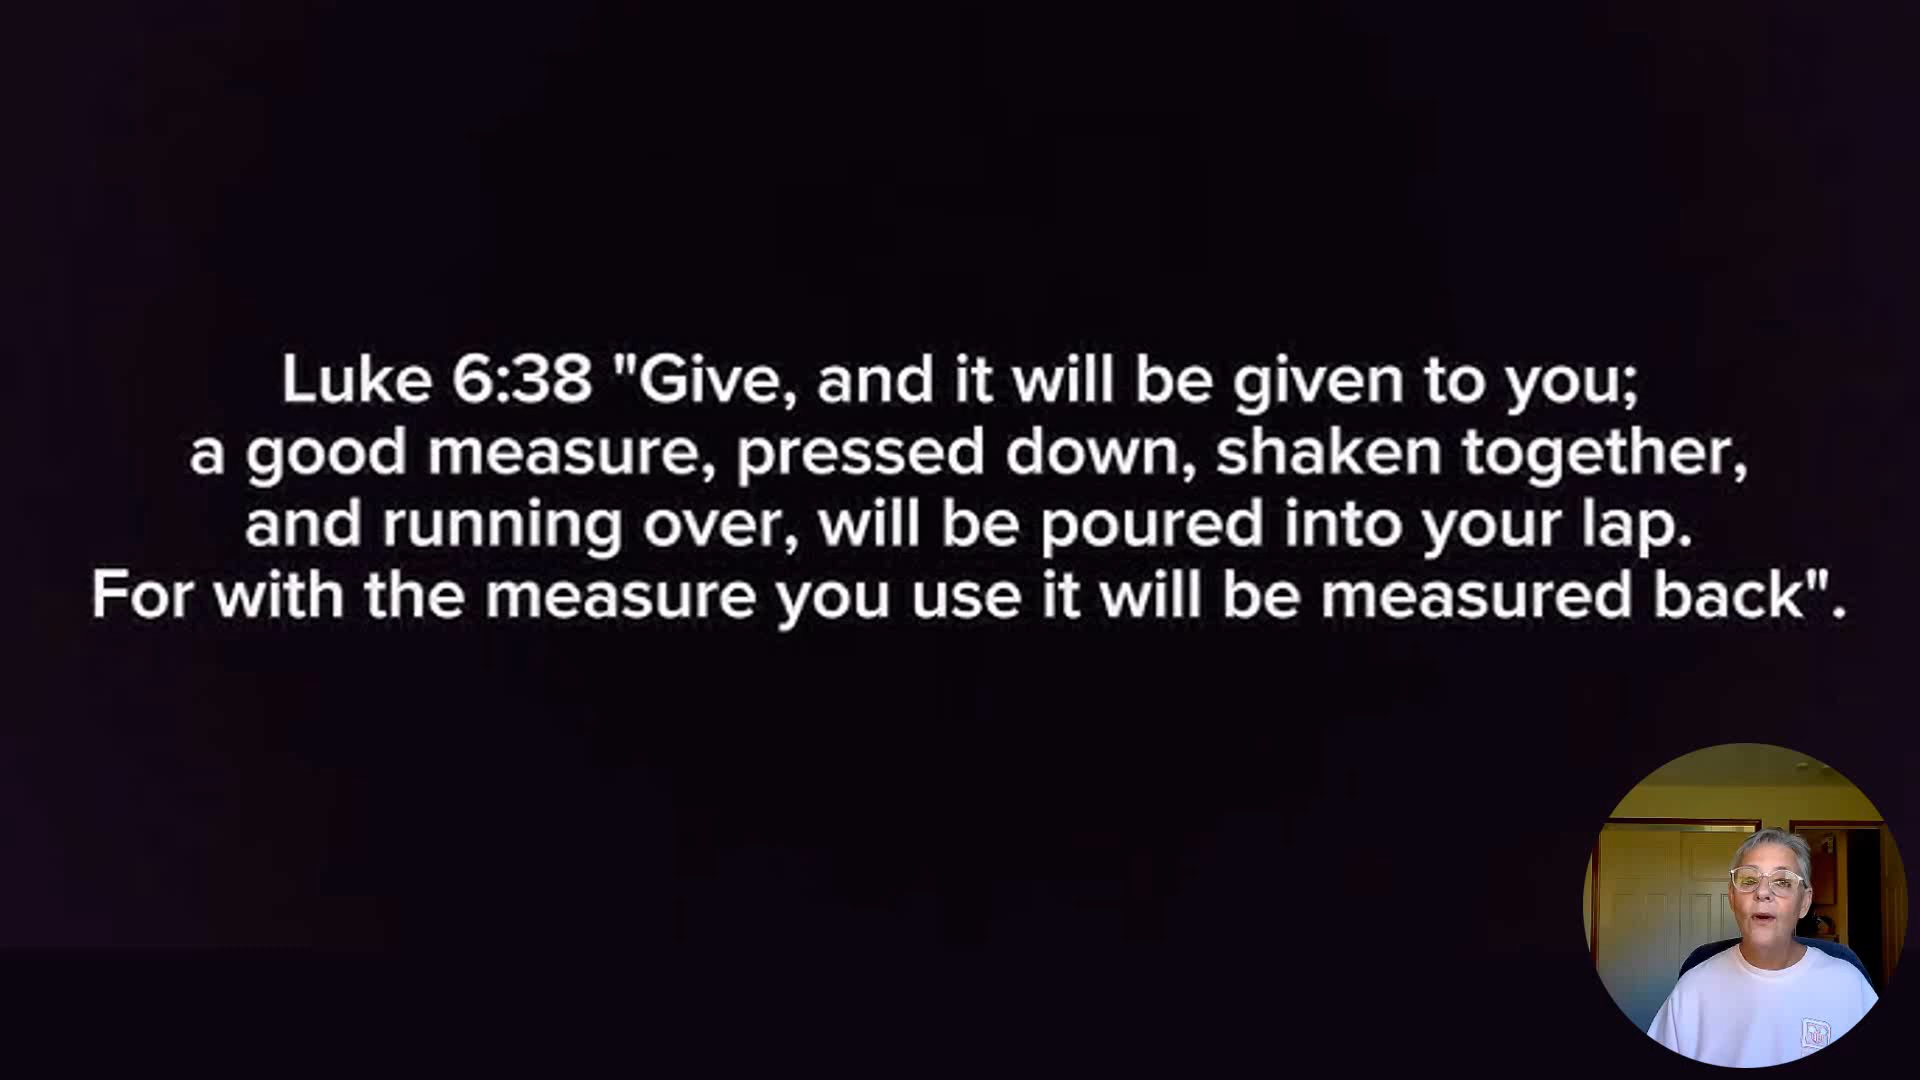 Luke 6:38 "Give, and it will be given to you;
a good measure, pressed down, shaken together,
and running over, will be poured into your lap.
For with the measure you use it will be measured back".